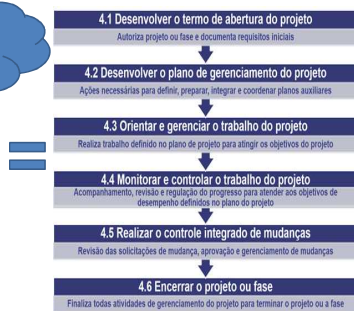 4.1 Desenvolver o termo de abertura do projeto
Autoriza projeto ou fase e documenta requisitos iniciais
4.2 Desenvolver o plano de gerenciamento do projeto
Ações necessárias para definir, preparar, integrar e coordenar planos auxiliares
4.3 Orientar e gerenciar o trabalho do projeto
Realiza trabalho definido no plano de projeto para atingir os objetivos do projeto
4.4 Monitorar e controlar o trabalho do projeto
Acompanhamento, revisão e regulação do progresso para atender aos objetivos de
desempenho definidos no plano do projeto
4.5 Realizar o controle integrado de mudanças
Revisão das solicitações de mudança, aprovação e gerenciamento de mudanças
4.6 Encerrar o projeto ou fase
Finaliza todas atividades de gerenciamento do projeto para terminar o projeto ou a fase